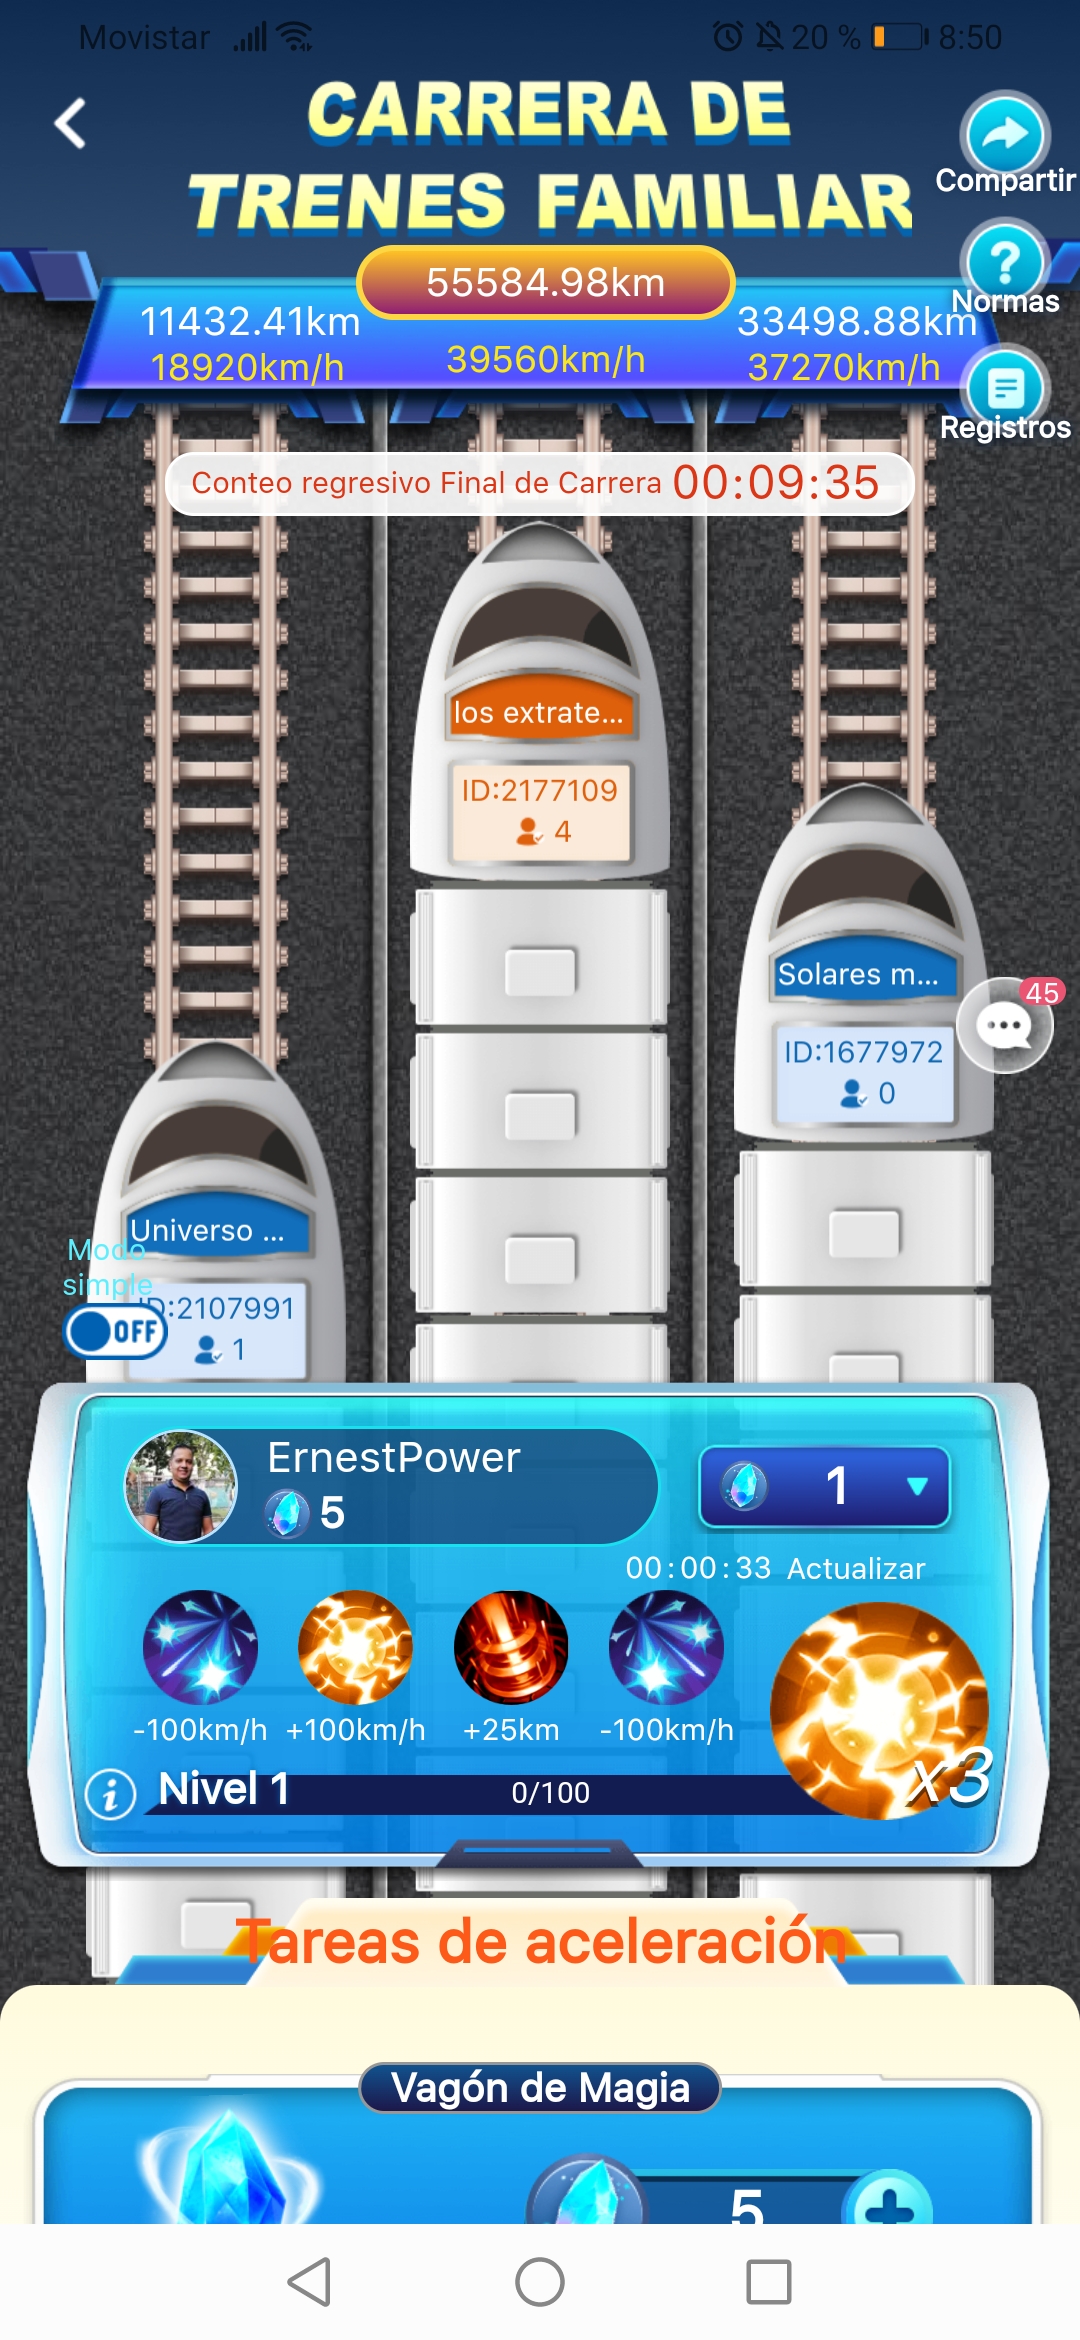 Movistar 20 % 8:50
CARRERA DE
TRENES FAMILIAR
Compartir
55584.98km
11432.41km
33498.88km
Normas
18920km/h
39560km/h
37270km/h
Registros
Conteo regresivo Final de Carrera 00:09:35
los extrate...
ID:2177109
4
Solares m...
45
ID:1677972
0
Universo ...
Modo
simple
ID:2107991
OFF
1
ErnestPower
5
1
00:00:33 Actualizar
-100km/h +100km/h +25km -100km/h
x3
Nivel 1 0/100
Tareas de aceleración
Vagón de Magia
5